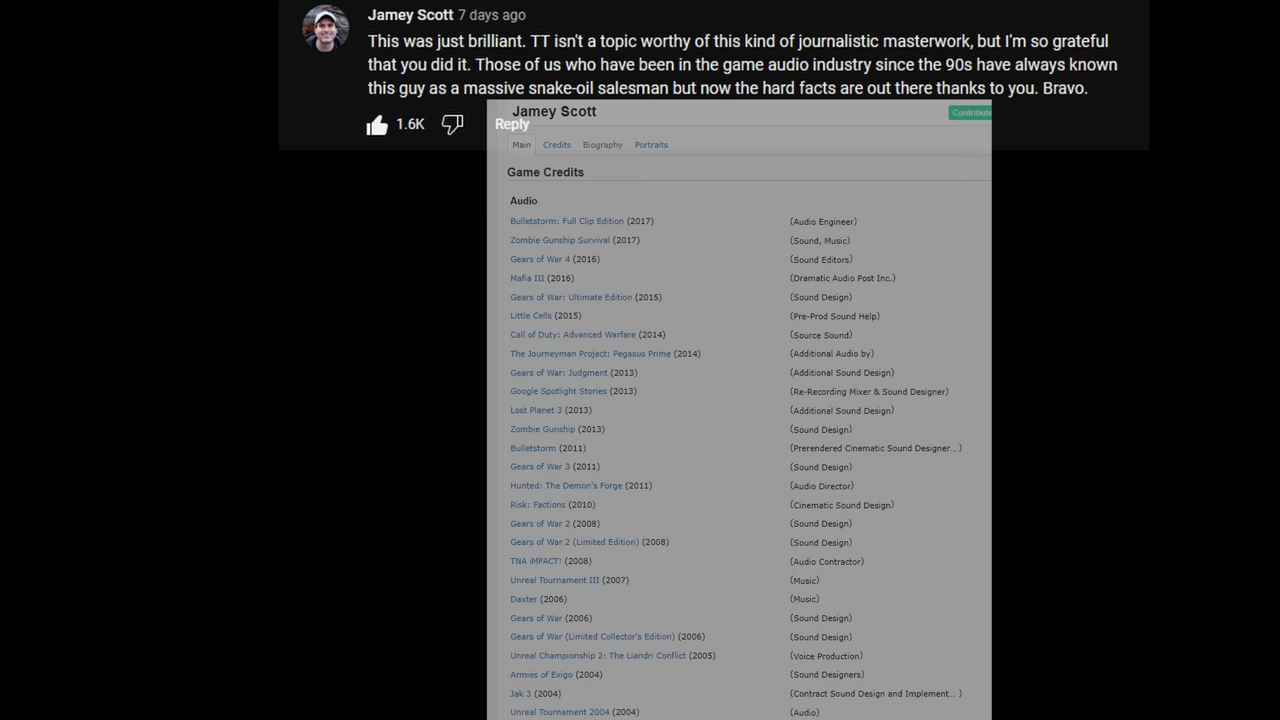 Jamey Scott 7 days ago
This was just brilliant. TT isn't a topic worthy of this kind of journalistic masterwork, but I'm so grateful
that you did it. Those of us who have been in the game audio industry since the 90s have always known
this guy as a massive snake-oil salesman but now the hard facts are out there thanks to you. Bravo.
1.6K Reply
Jamey Scott Contribute
Main Credits Biography Portraits
Game Credits
Audio
Bulletstorm: Full Clip Edition (2017) (Audio Engineer)
Zombie Gunship Survival (2017) (Sound, Music)
Gears of War 4 (2016) (Sound Editors)
Mafia III (2016) (Dramatic Audio Post Inc.)
Gears of War: Ultimate Edition (2015) (Sound Design)
Little Cells (2015) (Pre-Prod Sound Help)
Call of Duty: Advanced Warfare (2014) (Source Sound)
The Journeyman Project: Pegasus Prime (2014) (Additional Audio by)
Gears of War: Judgment (2013) (Additional Sound Design)
Google Spotlight Stories (2013) (Re-Recording Mixer & Sound Designer)
Lost Planet 3 (2013) (Additional Sound Design)
Zombie Gunship (2013) (Sound Design)
Bulletstorm (2011) (Prerendered Cinematic Sound Designer... )
Gears of War 3 (2011) (Sound Design)
Hunted: The Demon's Forge (2011) (Audio Director)
Risk: Factions (2010) (Cinematic Sound Design)
Gears of War 2 (2008) (Sound Design)
Gears of War 2 (Limited Edition) (2008) (Sound Design)
TNA iMPACT! (2008) (Audio Contractor)
Unreal Tournament III (2007) (Music)
Daxter (2006) (Music)
Gears of War (2006) (Sound Design)
Gears of War (Limited Collector's Edition) (2006) (Sound Design)
Unreal Championship 2: The Liandri Conflict (2005) (Voice Production)
Armies of Exigo (2004) (Sound Designers)
Jak 3 (2004) (Contract Sound Design and Implement... )
Unreal Tournament 2004 (2004) (Audio)